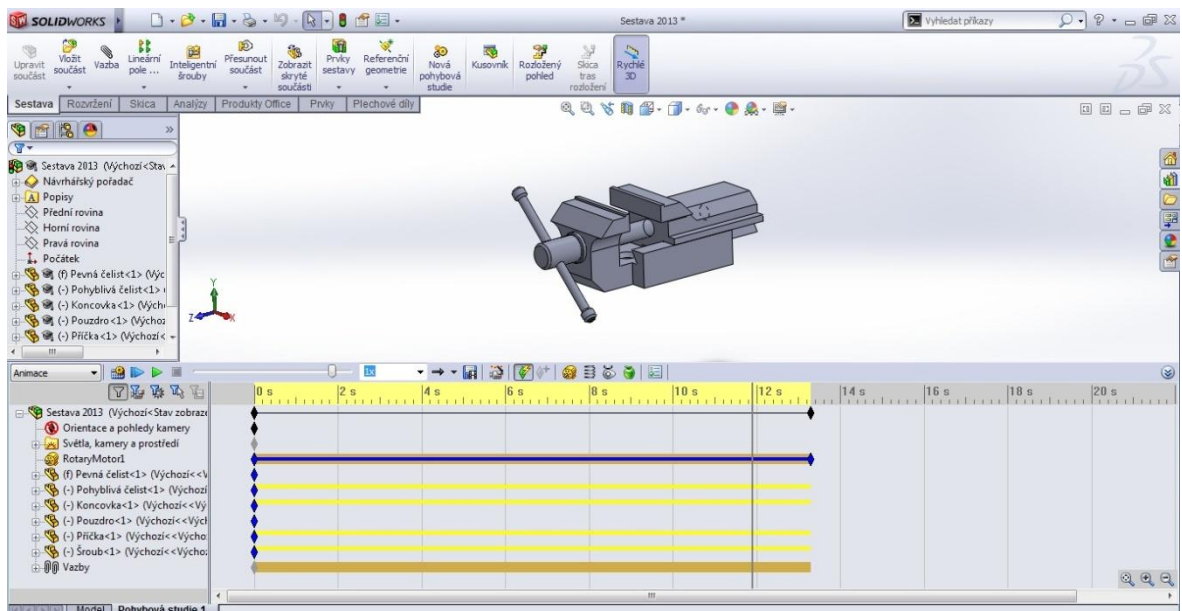 SOLIDWORKS
Sestava 2013 *
Vyhledat příkazy
Upravit součást
Vložit součást
Vazba
Lineární pole ...
Inteligentní šrouby
Přesunout součást
Zobrazit skryté součásti
Prvky sestavy
Referenční geometrie
Nová pohybová studie
Kusovník
Rozložený pohled
Skica tras rozložení
Rychlé 3D
Sestava Rozvržení Skica Analýzy Produkty Office Prvky Plechové díly
Sestava 2013 (Výchozí<Stav
Návrhářský pořadač
Popisy
Přední rovina
Horní rovina
Pravá rovina
Počátek
(f) Pevná čelist<1> (Výc
(-) Pohyblivá čelist<1>
(-) Koncovka<1> (Výcho
(-) Pouzdro<1> (Výchoz
(-) Příčka<1> (Výchozí<
Y
Z X
Animace
1x
0 s 2 s 4 s 6 s 8 s 10 s 12 s 14 s 16 s 18 s 20 s
Sestava 2013 (Výchozí<Stav zobraze
Orientace a pohledy kamery
Světla, kamery a prostředí
RotaryMotor1
(f) Pevná čelist<1> (Výchozí<<V
(-) Pohyblivá čelist<1> (Výchozí
(-) Koncovka<1> (Výchozí<<Vý
(-) Pouzdro<1> (Výchozí<<Výcl
(-) Příčka<1> (Výchozí<<Výcho
(-) Šroub<1> (Výchozí<<Výcho
Vazby
Model Pohybová studie 1